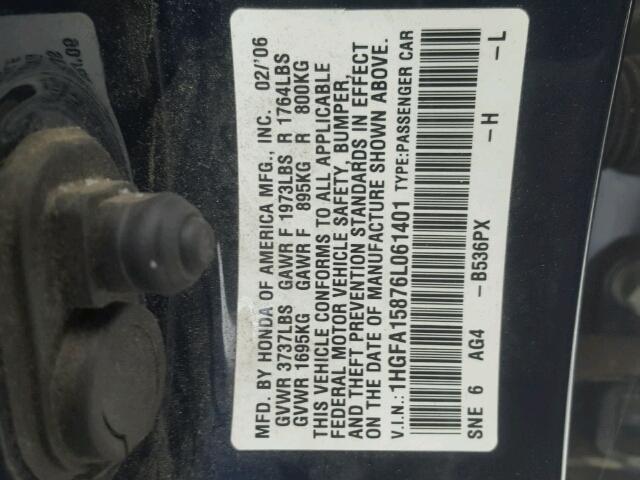 MFD. BY HONDA OF AMERICA MFG., INC. 02/'06
GVWR 3737LBS GAWR F 1973LBS R 1764LBS
GVWR 1695KG GAWR F 895KG R 800KG
THIS VEHICLE CONFORMS TO ALL APPLICABLE
FEDERAL MOTOR VEHICLE SAFETY, BUMPER,
AND THEFT PREVENTION STANDARDS IN EFFECT
ON THE DATE OF MANUFACTURE SHOWN ABOVE.
V.I.N.: 1HGFA15876L061401 TYPE:PASSENGER CAR
SNE 6 AG4 -B536PX -H -L